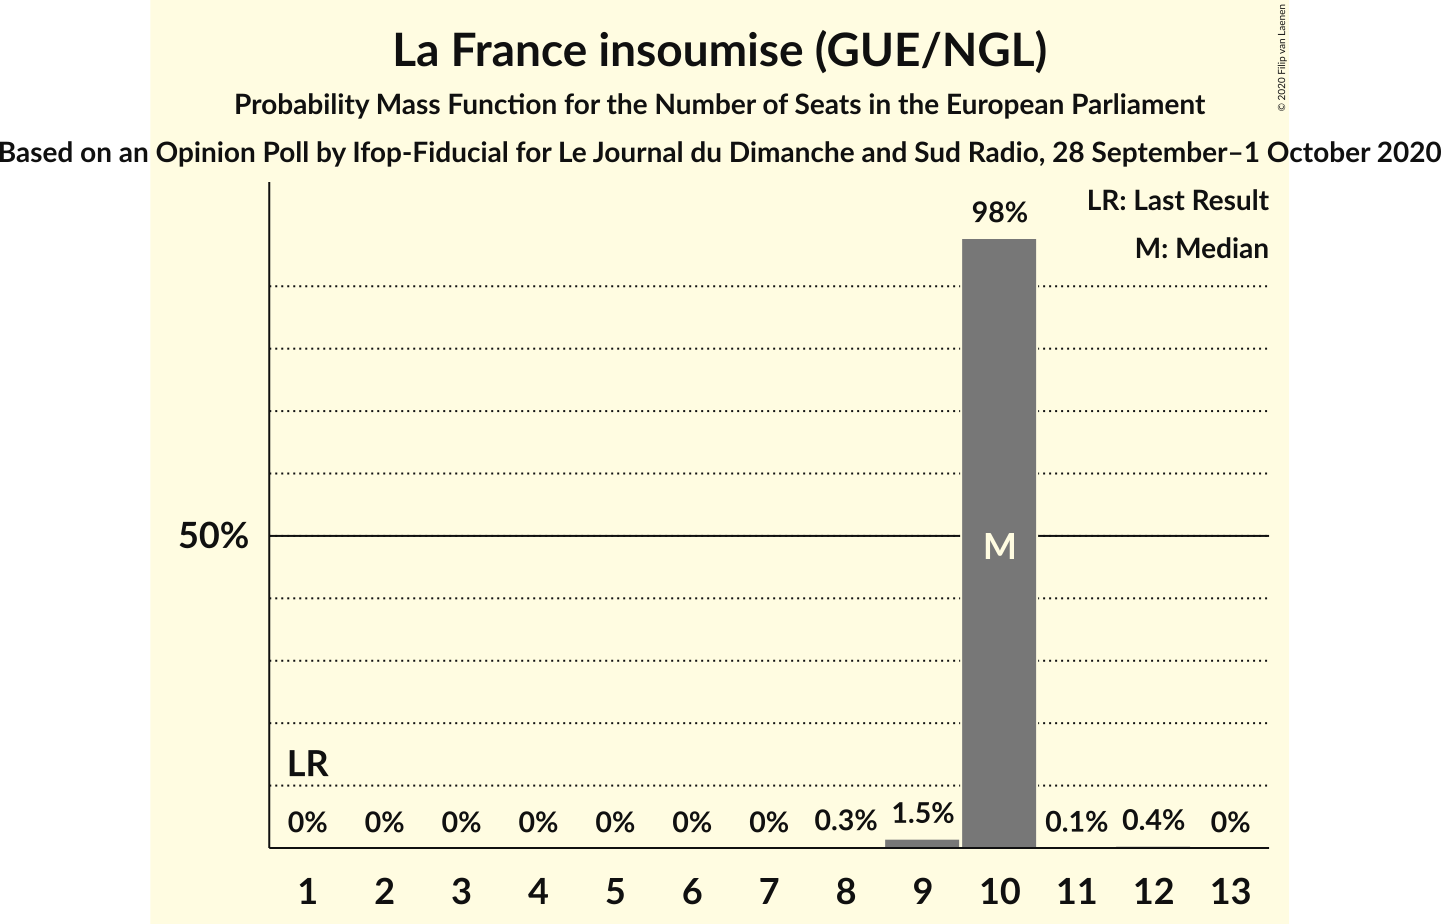 La France insoumise (GUE/NGL)
Probability Mass Function for the Number of Seats in the European Parliament
Based on an Opinion Poll by Ifop-Fiducial for Le Journal du Dimanche and Sud Radio, 28 September–1 October 2020
© 2020 Filip van Laenen
LR: Last Result
M: Median
98%
50%
M
LR
0% 0% 0% 0% 0% 0% 0% 0.3% 1.5% 0.1% 0.4% 0%
1 2 3 4 5 6 7 8 9 10 11 12 13